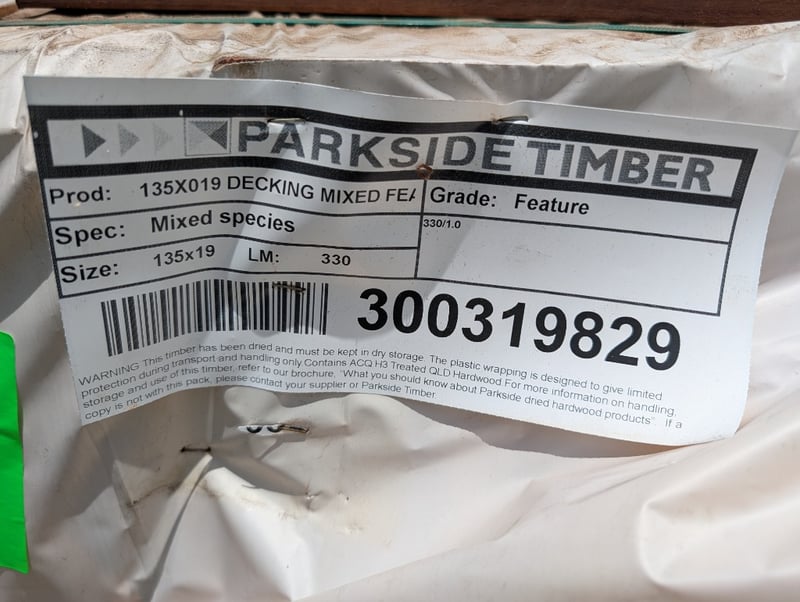 PARKSIDE TIMBER
Prod: 135X019 DECKING MIXED FEA
Grade: Feature
Spec: Mixed species
330/1.0
Size: 135x19 LM: 330
300319829
WARNING This timber has been dried and must be kept in dry storage. The plastic wrapping is designed to give limited
protection during transport and handling only.Contains ACQ H3 Treated QLD Hardwood.For more information on handling,
storage and use of this timber, refer to our brochure, "What you should know about Parkside dried hardwood products" If a
copy is not with this pack, please contact your supplier or Parkside Timber.